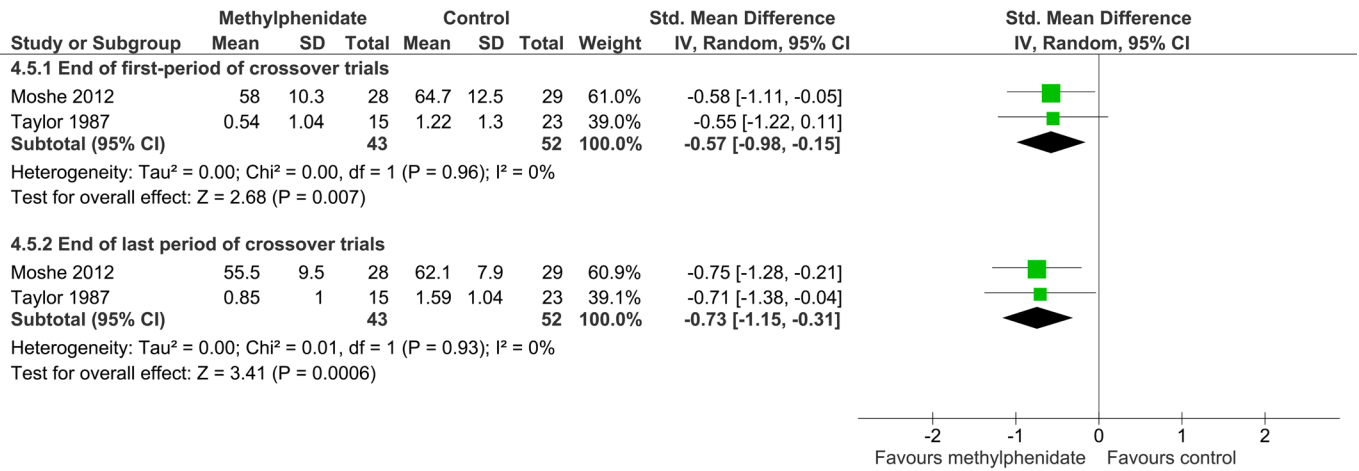 Methylphenidate Control Std. Mean Difference Std. Mean Difference
Study or Subgroup Mean SD Total Mean SD Total Weight IV, Random, 95% CI IV, Random, 95% CI
4.5.1 End of first-period of crossover trials
Moshe 2012 58 10.3 28 64.7 12.5 29 61.0% -0.58 [-1.11, -0.05]
Taylor 1987 0.54 1.04 15 1.22 1.3 23 39.0% -0.55 [-1.22, 0.11]
Subtotal (95% CI) 43 52 100.0% -0.57 [-0.98, -0.15]
Heterogeneity: Tau² = 0.00; Chi² = 0.00, df = 1 (P = 0.96); I² = 0%
Test for overall effect: Z = 2.68 (P = 0.007)
4.5.2 End of last period of crossover trials
Moshe 2012 55.5 9.5 28 62.1 7.9 29 60.9% -0.75 [-1.28, -0.21]
Taylor 1987 0.85 1 15 1.59 1.04 23 39.1% -0.71 [-1.38, -0.04]
Subtotal (95% CI) 43 52 100.0% -0.73 [-1.15, -0.31]
Heterogeneity: Tau² = 0.00; Chi² = 0.01, df = 1 (P = 0.93); I² = 0%
Test for overall effect: Z = 3.41 (P = 0.0006)
-2 -1 0 1 2
Favours methylphenidate Favours control